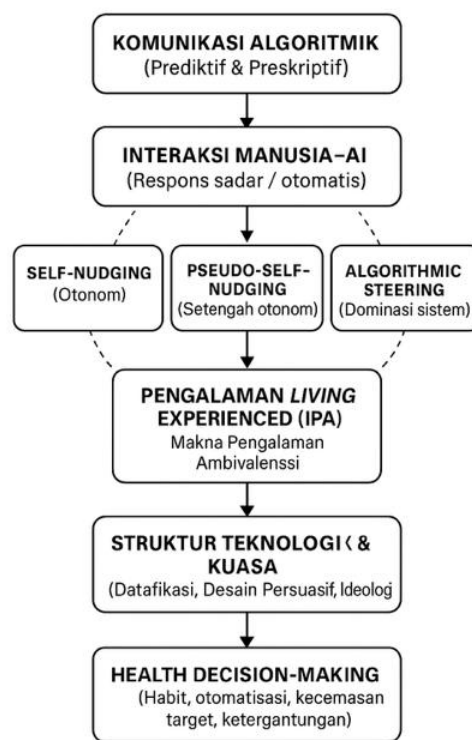 KOMUNIKASI ALGORITMIK
(Prediktif & Preskriptif)
INTERAKSI MANUSIA–AI
(Respons sadar / otomatis)
SELF-NUDGING
(Otonom)
PSEUDO-SELF-
NUDGING
(Setengah otonom)
ALGORITHMIC
STEERING
(Dominasi sistem)
PENGALAMAN LIVING
EXPERIENCED (IPA)
Makna Pengalaman
Ambivalenssi
STRUKTUR TEKNOLOGI‹ &
KUASA
(Datafikasi, Desain Persuasif, Ideologi
HEALTH DECISION-MAKING
(Habit, otomatisasi, kecemasan
target, ketergantungan)